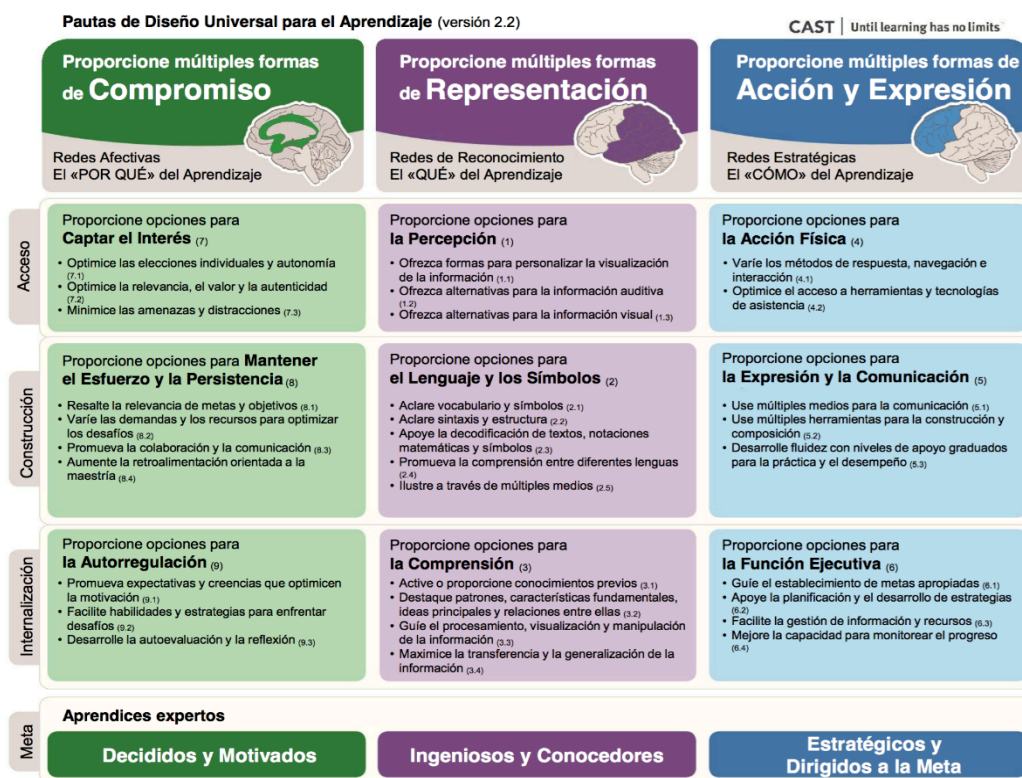 Pautas de Diseño Universal para el Aprendizaje (versión 2.2)
CAST | Until learning has no limits™
Proporcione múltiples formas
de Compromiso
Redes Afectivas
El «POR QUÉ» del Aprendizaje
Proporcione múltiples formas
de Representación
Redes de Reconocimiento
El «QUÉ» del Aprendizaje
Proporcione múltiples formas de
Acción y Expresión
Redes Estratégicas
El «CÓMO» del Aprendizaje
Acceso
Proporcione opciones para
Captar el Interés (7)
• Optimice las elecciones individuales y autonomía
(7.1)
• Optimice la relevancia, el valor y la autenticidad
(7.2)
• Minimice las amenazas y distracciones (7.3)
Proporcione opciones para
la Percepción (1)
• Ofrezca formas para personalizar la visualización
de la información (1.1)
• Ofrezca alternativas para la información auditiva
(1.2)
• Ofrezca alternativas para la información visual (1.3)
Proporcione opciones para
la Acción Física (4)
• Varíe los métodos de respuesta, navegación e
interacción (4.1)
• Optimice el acceso a herramientas y tecnologías
de asistencia (4.2)
Construcción
Proporcione opciones para Mantener
el Esfuerzo y la Persistencia (8)
• Resalte la relevancia de metas y objetivos (8.1)
• Varíe las demandas y los recursos para optimizar
los desafíos (8.2)
• Promueva la colaboración y la comunicación (8.3)
• Aumente la retroalimentación orientada a la
maestría (8.4)
Proporcione opciones para
el Lenguaje y los Símbolos (2)
• Aclare vocabulario y símbolos (2.1)
• Aclare sintaxis y estructura (2.2)
• Apoye la decodificación de textos, notaciones
matemáticas y símbolos (2.3)
• Promueva la comprensión entre diferentes lenguas
(2.4)
• Ilustre a través de múltiples medios (2.5)
Proporcione opciones para
la Expresión y la Comunicación (5)
• Use múltiples medios para la comunicación (5.1)
• Use múltiples herramientas para la construcción y
composición (5.2)
• Desarrolle fluidez con niveles de apoyo graduados
para la práctica y el desempeño (5.3)
Internalización
Proporcione opciones para
la Autorregulación (9)
• Promueva expectativas y creencias que optimicen
la motivación (9.1)
• Facilite habilidades y estrategias para enfrentar
desafíos (9.2)
• Desarrolle la autoevaluación y la reflexión (9.3)
Proporcione opciones para
la Comprensión (3)
• Active o proporcione conocimientos previos (3.1)
• Destaque patrones, características fundamentales,
ideas principales y relaciones entre ellas (3.2)
• Guíe el procesamiento, visualización y manipulación
de la información (3.3)
• Maximice la transferencia y la generalización de la
información (3.4)
Proporcione opciones para
la Función Ejecutiva (6)
• Guíe el establecimiento de metas apropiadas (6.1)
• Apoye la planificación y el desarrollo de estrategias
(6.2)
• Facilite la gestión de información y recursos (6.3)
• Mejore la capacidad para monitorear el progreso
(6.4)
Meta
Aprendices expertos
Decididos y Motivados
Ingeniosos y Conocedores
Estratégicos y
Dirigidos a la Meta